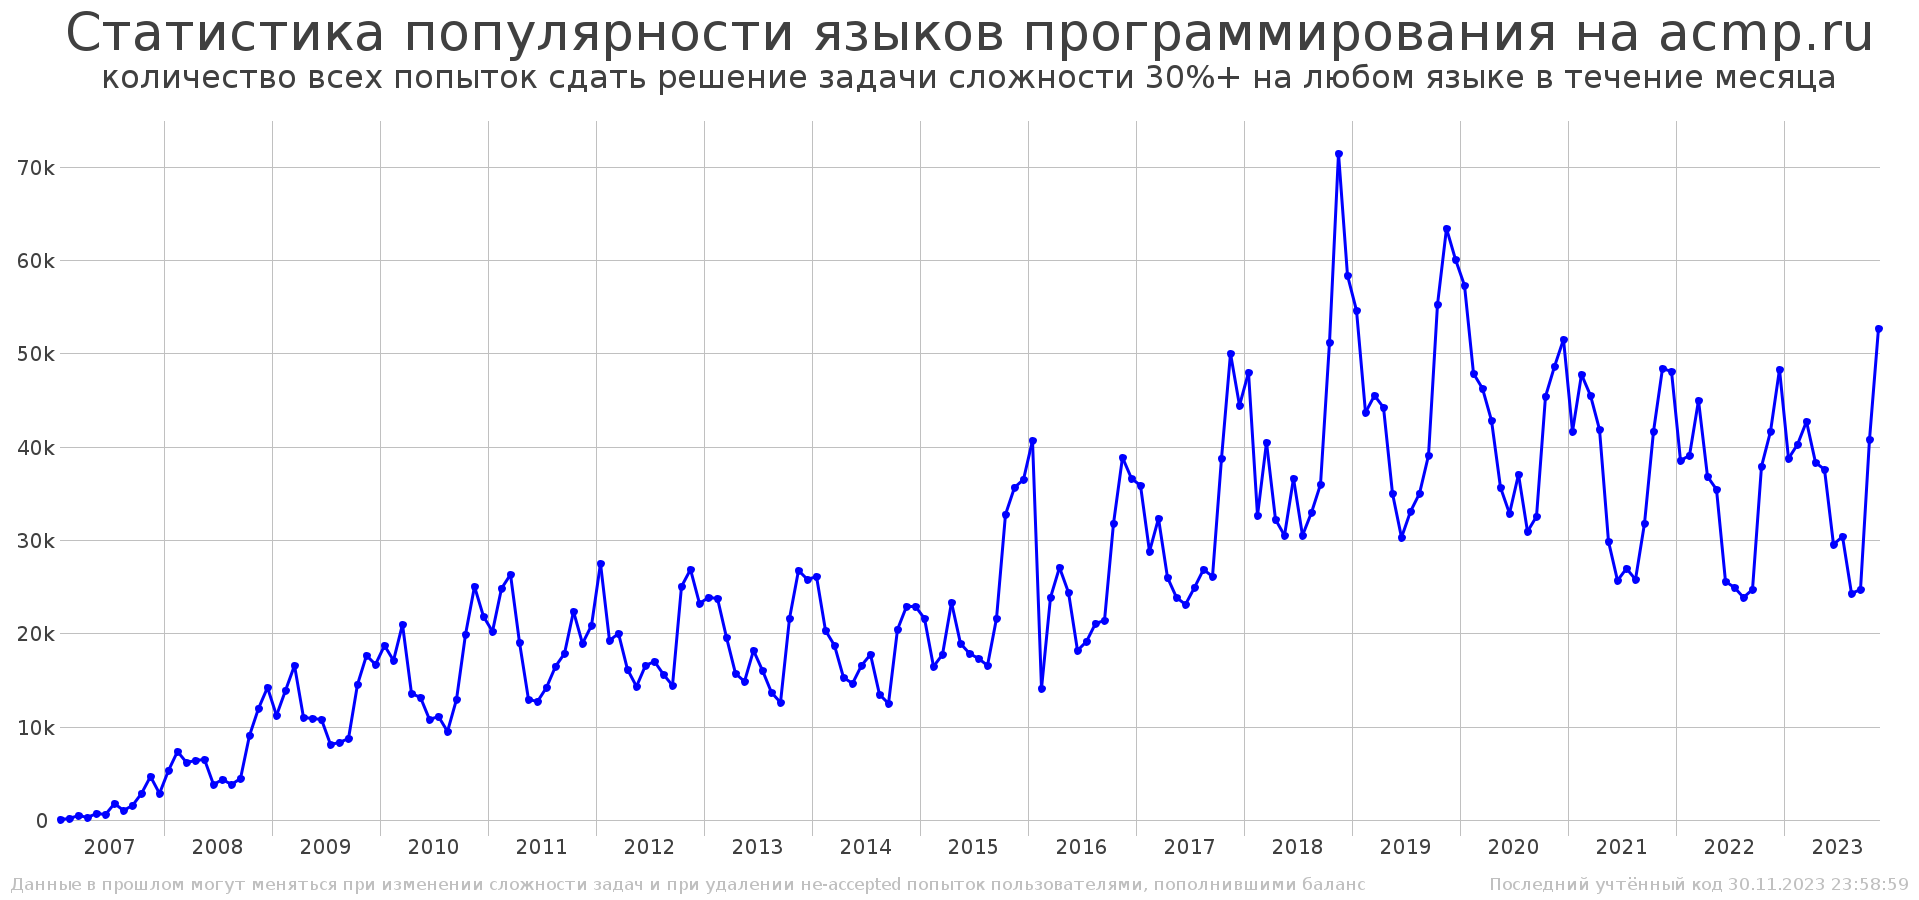 Статистика популярности языков программирования на acmp.ru
количество всех попыток сдать решение задачи сложности 30%+ на любом языке в течение месяца
70k
60k
50k
40k
30k
20k
10k
0
2007 2008 2009 2010 2011 2012 2013 2014 2015 2016 2017 2018 2019 2020 2021 2022 2023
Данные в прошлом могут меняться при изменении сложности задач и при удалении не-accepted попыток пользователями, пополнившими баланс
Последний учтённый код 30.11.2023 23:58:59